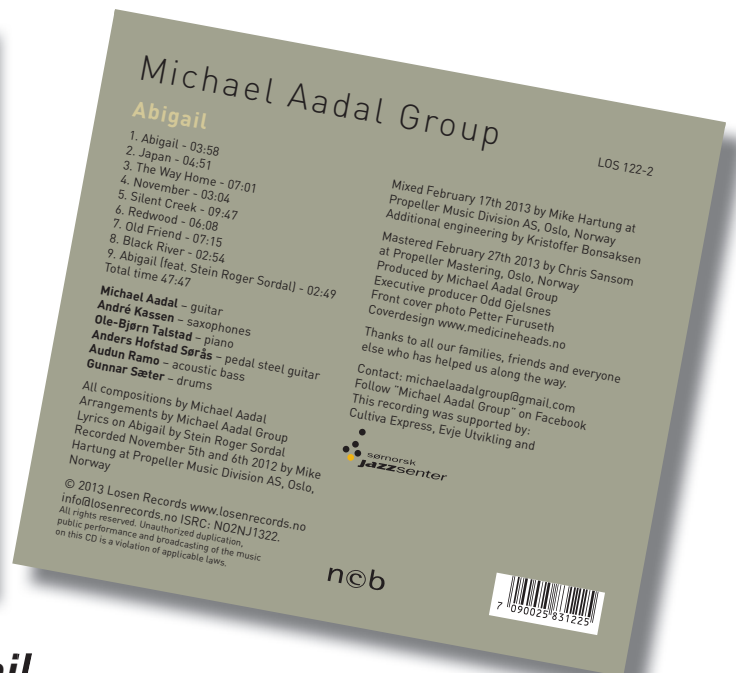 Michael Aadal Group
LOS 122-2
Abigail
1. Abigail - 03:58
2. Japan - 04:51
3. The Way Home - 07:01
4. November - 03:04
5. Silent Creek - 09:47
6. Redwood - 06:08
7. Old Friend - 07:15
8. Black River - 02:54
9. Abigail (feat. Stein Roger Sordal) - 02:49
Total time 47:47
Michael Aadal – guitar
André Kassen – saxophones
Ole-Bjørn Talstad – piano
Anders Hofstad Sørås – pedal steel guitar
Audun Ramo – acoustic bass
Gunnar Sæter – drums
All compositions by Michael Aadal
Arrangements by Michael Aadal Group
Lyrics on Abigail by Stein Roger Sordal
Recorded November 5th and 6th 2012 by Mike
Hartung at Propeller Music Division AS, Oslo,
Norway
© 2013 Losen Records www.losenrecords.no
info@losenrecords.no ISRC: NO2NJ1322.
All rights reserved. Unauthorized duplication,
public performance and broadcasting of the music
on this CD is a violation of applicable laws.
Mixed February 17th 2013 by Mike Hartung at
Propeller Music Division AS, Oslo, Norway
Additional engineering by Kristoffer Bonsaksen
Mastered February 27th 2013 by Chris Sansom
at Propeller Mastering, Oslo, Norway
Produced by Michael Aadal Group
Executive producer Odd Gjelsnes
Front cover photo Petter Furuseth
Coverdesign www.medicineheads.no
Thanks to all our families, friends and everyone
else who has helped us along the way.
Contact: michaelaadalgroup@gmail.com
Follow "Michael Aadal Group" on Facebook
This recording was supported by:
Cultiva Express, Evje Utvikling and
sørnorsk
jazzsenter
n©b
7 090025 831225